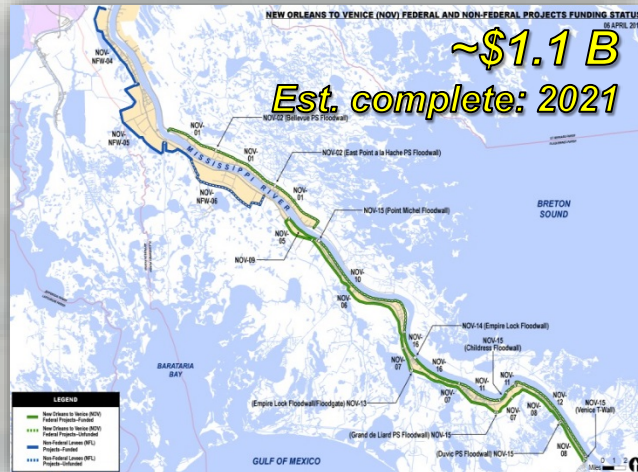 NEW ORLEANS TO VENICE (NOV) FEDERAL AND NON-FEDERAL PROJECTS FUNDING STATUS
06 APRIL 201
~$1.1 B
Est. complete: 2021
NOV-
NFW-04
NOV-
01
NOV-02 (Bellevue PS Floodwall)
NOV-
NFW-05
NOV-
01
NOV-02 (East Point a la Hache PS Floodwall)
MISSISSIPPI RIVER
NOV-
NFW-06
NOV-
01
BRETON
SOUND
NOV-15 (Point Michel Floodwall)
NOV-
05
NOV-09
NOV-
10
NOV-
06
NOV-14 (Empire Lock Floodwall)
NOV-
16
NOV-15
(Childress Floodwall)
BARATARIA
BAY
NOV-
07
NOV-
16
NOV-
11
NOV-
11
NOV-
07
(Empire Lock Floodwall/Floodgate) NOV-13
NOV-
12
NOV-15
(Venice T-Wall)
NOV-
07
NOV-
08
(Grand de Liard PS Floodwall) NOV-15
(Duvic PS Floodwall) NOV-15
NOV-
08
GULF OF MEXICO
LEGEND
New Orleans to Venice (NOV)
Federal Projects-Funded
New Orleans to Venice (NOV)
Federal Projects-Unfunded
Non-Federal Levees (NFL)
Projects-Funded
Non-Federal Levees (NFL)
Projects-Unfunded
0 1 2
Miles